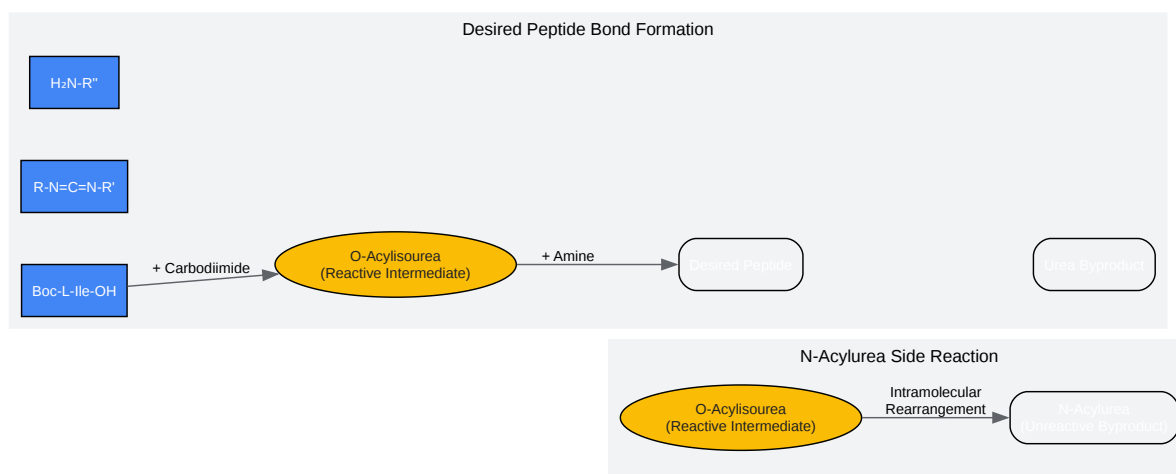 Desired Peptide Bond Formation
H₂N-R"
R-N=C=N-R'
Boc-L-Ile-OH
+ Carbodiimide
O-Acylisourea
(Reactive Intermediate)
+ Amine
Desired Peptide
Urea Byproduct
N-Acylurea Side Reaction
O-Acylisourea
(Reactive Intermediate)
Intramolecular
Rearrangement
N-Acylurea
(Unreactive Byproduct)